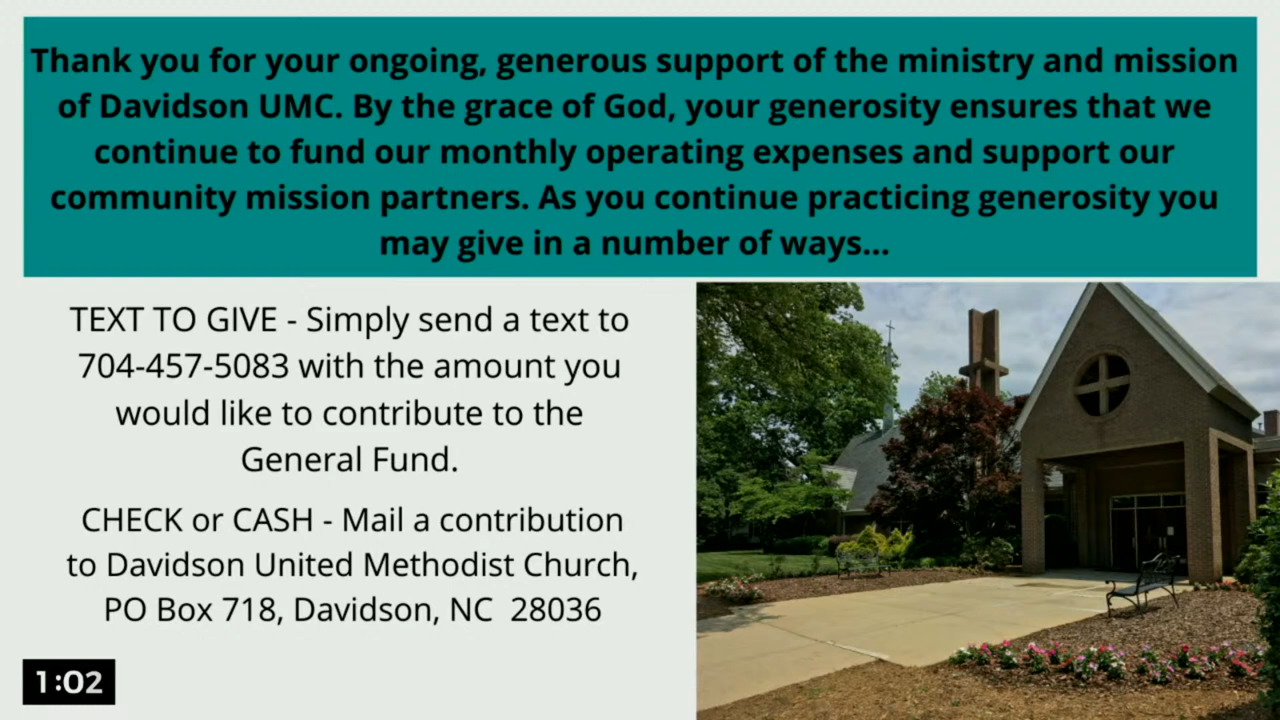 Thank you for your ongoing, generous support of the ministry and mission
of Davidson UMC. By the grace of God, your generosity ensures that we
continue to fund our monthly operating expenses and support our
community mission partners. As you continue practicing generosity you
may give in a number of ways...
TEXT TO GIVE - Simply send a text to
704-457-5083 with the amount you
would like to contribute to the
General Fund.
CHECK or CASH - Mail a contribution
to Davidson United Methodist Church,
PO Box 718, Davidson, NC  28036
1:02